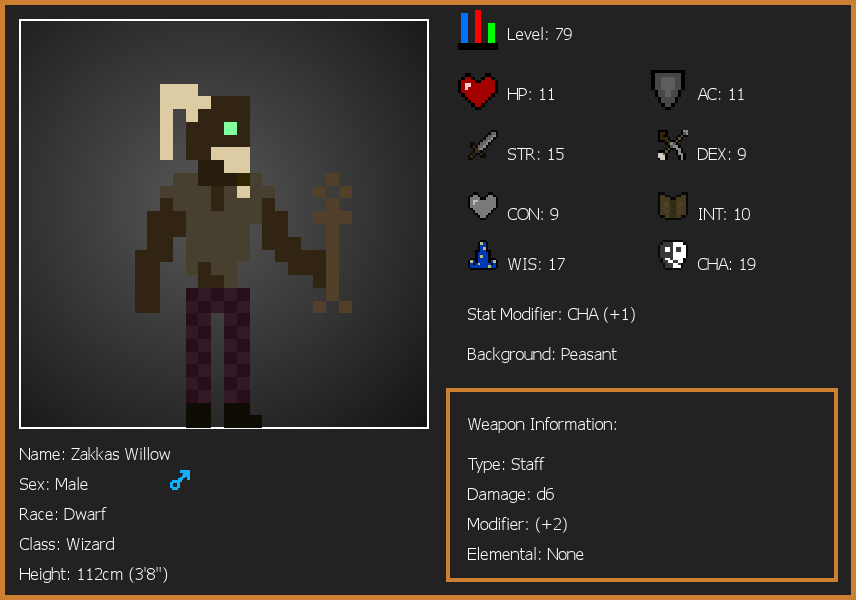 Level: 79
HP: 11
AC: 11
STR: 15
DEX: 9
CON: 9
INT: 10
WIS: 17
CHA: 19
Stat Modifier: CHA (+1)
Background: Peasant
Weapon Information:
Type: Staff
Damage: d6
Modifier: (+2)
Elemental: None
Name: Zakkas Willow
Sex: Male
Race: Dwarf
Class: Wizard
Height: 112cm (3'8")